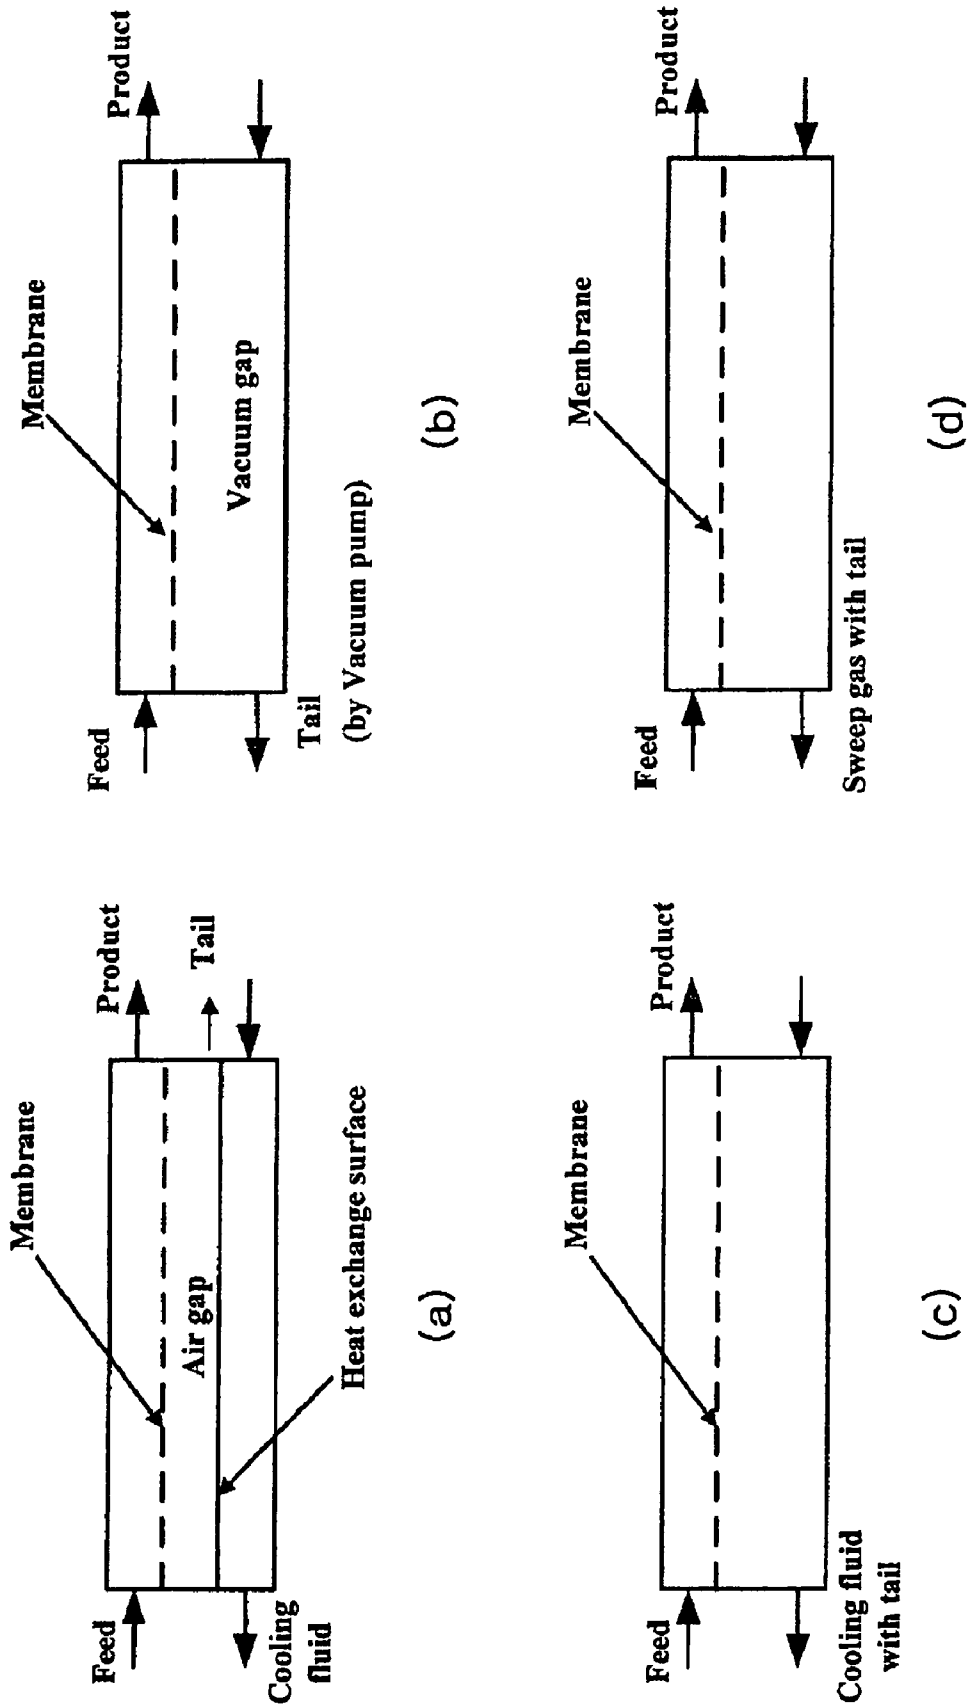 Membrane
Feed
Product
Air gap
Tail
Cooling
fluid
Heat exchange surface
(a)
Membrane
Feed
Product
Vacuum gap
Tail
(by Vacuum pump)
(b)
Membrane
Feed
Product
Cooling fluid
with tail
(c)
Membrane
Feed
Product
Sweep gas with tail
(d)